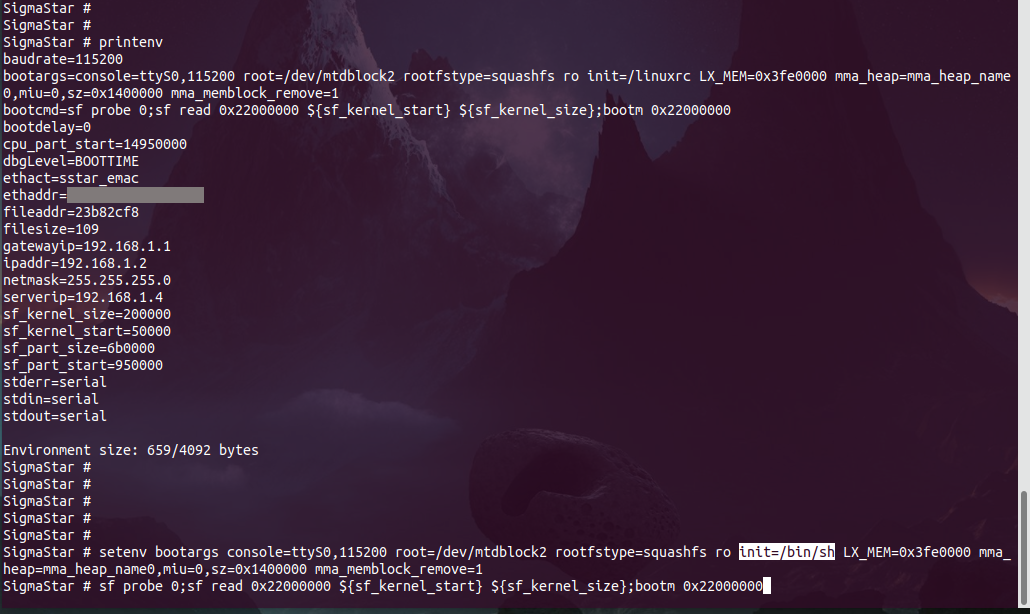 SigmaStar #
SigmaStar #
SigmaStar # printenv
baudrate=115200
bootargs=console=ttyS0,115200 root=/dev/mtdblock2 rootfstype=squashfs ro init=/linuxrc LX_MEM=0x3fe0000 mma_heap=mma_heap_name
0,miu=0,sz=0x1400000 mma_memblock_remove=1
bootcmd=sf probe 0;sf read 0x22000000 ${sf_kernel_start} ${sf_kernel_size};bootm 0x22000000
bootdelay=0
cpu_part_start=14950000
dbgLevel=BOOTTIME
ethact=sstar_emac
ethaddr=
fileaddr=23b82cf8
filesize=109
gatewayip=192.168.1.1
ipaddr=192.168.1.2
netmask=255.255.255.0
serverip=192.168.1.4
sf_kernel_size=200000
sf_kernel_start=50000
sf_part_size=6b0000
sf_part_start=950000
stderr=serial
stdin=serial
stdout=serial
Environment size: 659/4092 bytes
SigmaStar #
SigmaStar #
SigmaStar #
SigmaStar #
SigmaStar #
SigmaStar # setenv bootargs console=ttyS0,115200 root=/dev/mtdblock2 rootfstype=squashfs ro init=/bin/sh LX_MEM=0x3fe0000 mma_
heap=mma_heap_name0,miu=0,sz=0x1400000 mma_memblock_remove=1
SigmaStar # sf probe 0;sf read 0x22000000 ${sf_kernel_start} ${sf_kernel_size};bootm 0x22000000